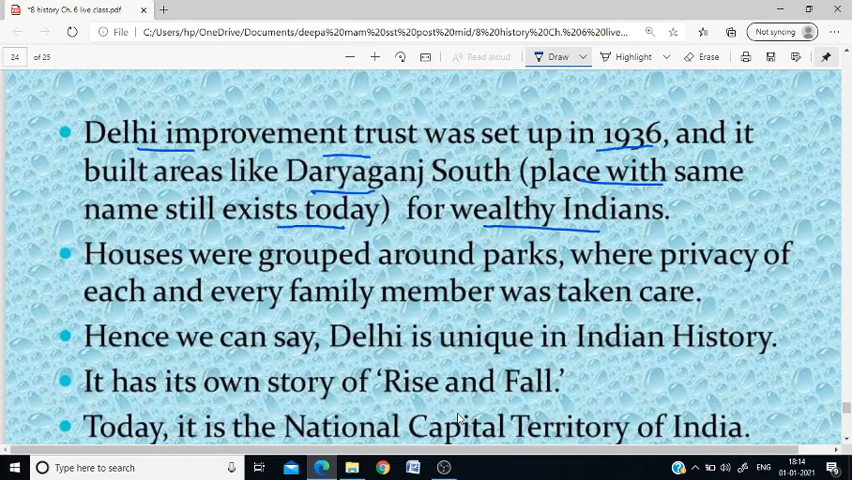 *8 history Ch. 6 live class.pdf
C:/Users/hp/OneDrive/Documents/deepa%20mam%20sst%20post%20mid/8%20history%20Ch.%206%20live...
Not syncing
24 of 25
Read aloud
Draw
Highlight
Erase
• Delhi improvement trust was set up in 1936, and it
built areas like Daryaganj South (place with same
name still exists today) for wealthy Indians.
• Houses were grouped around parks, where privacy of
each and every family member was taken care.
• Hence we can say, Delhi is unique in Indian History.
• It has its own story of ‘Rise and Fall.’
• Today, it is the National Capital Territory of India.
Type here to search
ENG
18:14
01-01-2021